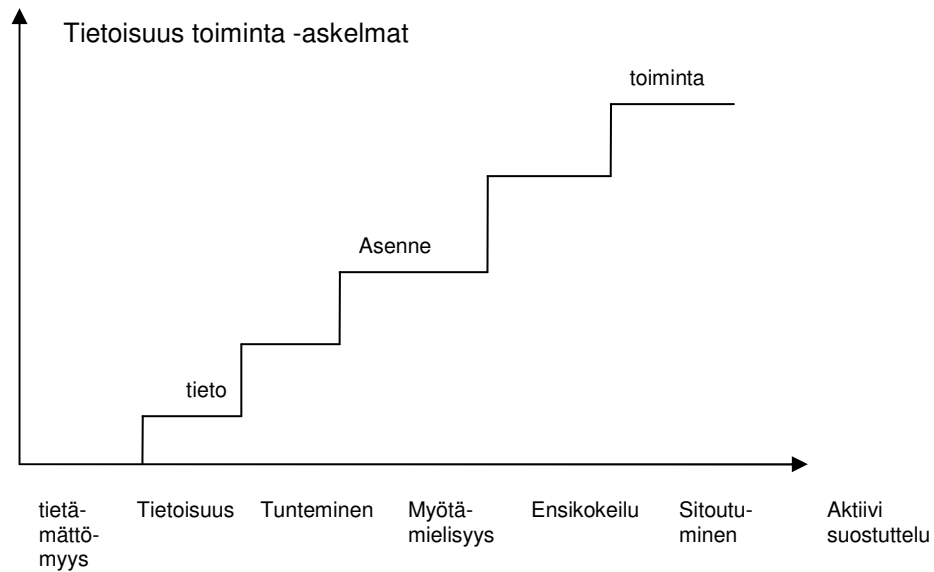 Tietoisuus toiminta -askelmat
toiminta
Asenne
tieto
tietä-
mättö-
myys
Tietoisuus
Tunteminen
Myötä-
mielisyys
Ensikokeilu
Sitoutu-
minen
Aktiivi
suostuttelu